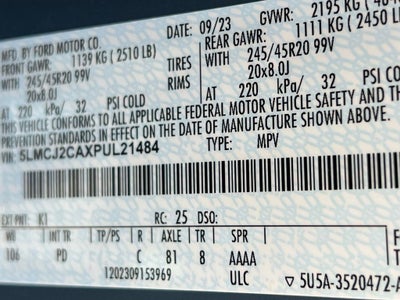 MFD BY FORD MOTOR CO. DATE: 09/23 GVWR: 2195 KG
FRONT GAWR: 1139 KG ( 2510 LB) REAR GAWR: 1111 KG ( 2450 LB)
WITH WITH
245/45R20 99V TIRES 245/45R20 99V
20x8.0J RIMS 20x8.0J
AT 220 kPa/ 32 PSI COLD AT 220 kPa/ 32 PSI COLD
THIS VEHICLE CONFORMS TO ALL APPLICABLE FEDERAL MOTOR VEHICLE SAFETY AND
PREVENTION STANDARDS IN EFFECT ON THE DATE OF MANUFACTURE SHOWN ABOVE.
VIN: 5LMCJ2CAXPUL21484 TYPE: MPV
EXT PNT: K1 RC: 25 DSO:
WB INT TR TP/PS R AXLE TR SPR
106 PD C 81 8 AAAA
1202309153969 ULC 5U5A-3520472-A